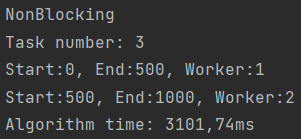 NonBlocking
Task number: 3
Start:0, End:500, Worker:1
Start:500, End:1000, Worker:2
Algorithm time: 3101,74ms